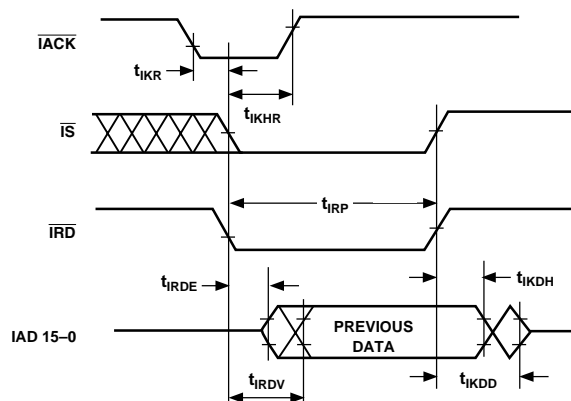 IACK
tIKR
tIKHR
IS
tIRP
IRD
tIRDE
tIKDH
IAD 15–0
PREVIOUS
DATA
tIKDD
tIRDV